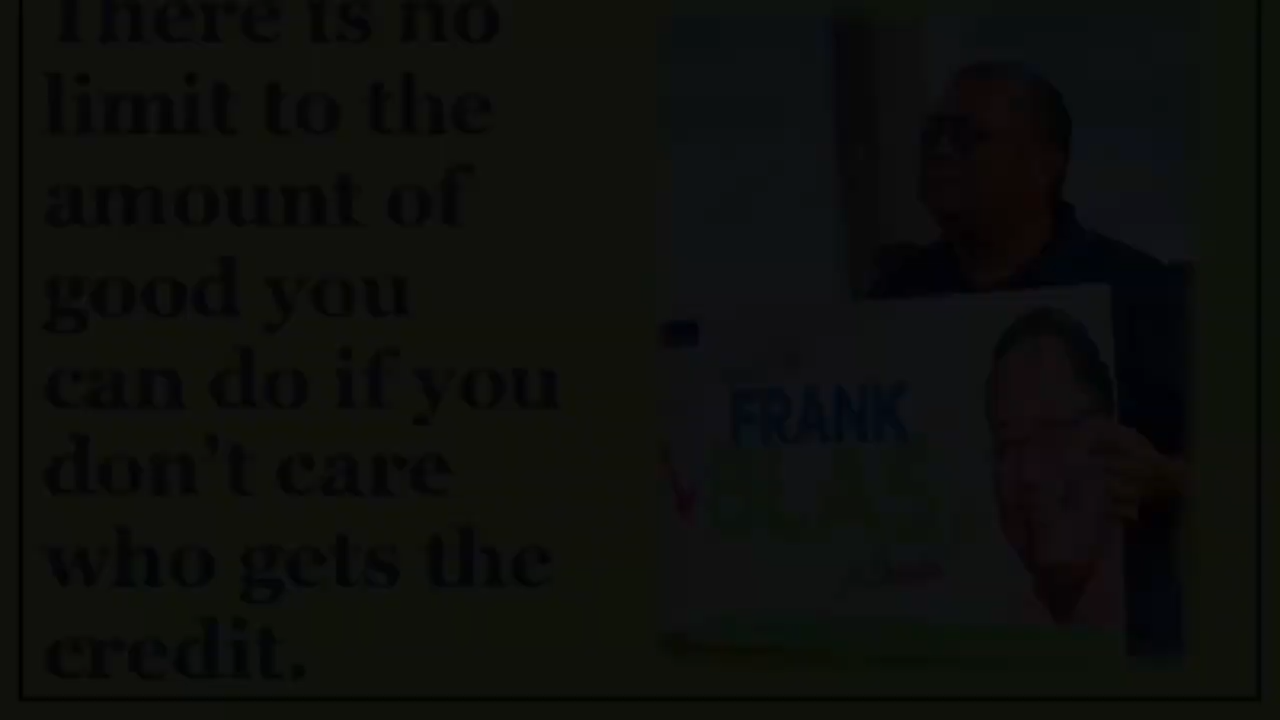 There is no
limit to the
amount of
good you
can do if you
don't care
who gets the
credit.
FRANK
BLAS